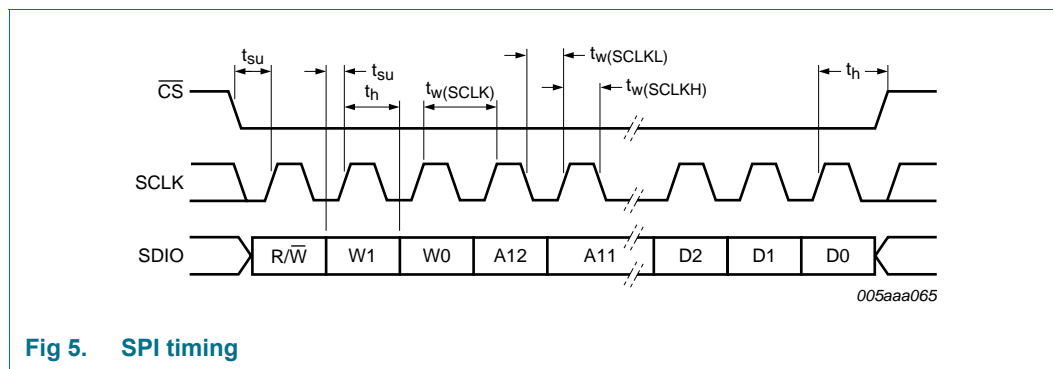 tsu
tsu
th
tw(SCLK)
tw(SCLKL)
tw(SCLKH)
th
CS
SCLK
SDIO
R/W W1 W0 A12 A11 D2 D1 D0
005aaa065
Fig 5. SPI timing